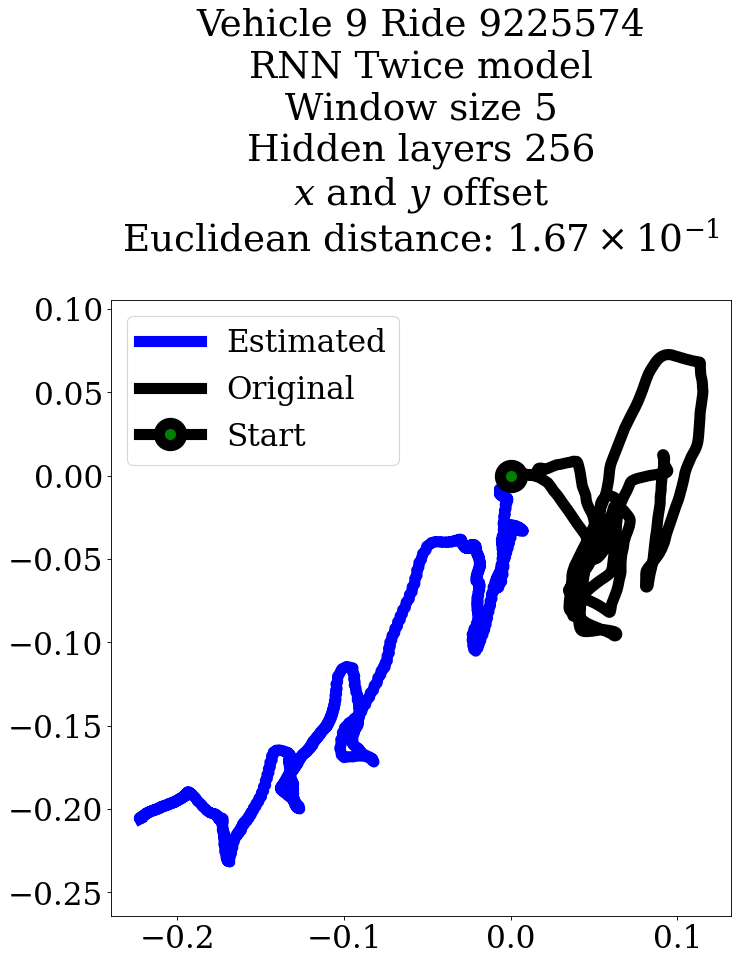 Vehicle 9 Ride 9225574
RNN Twice model
Window size 5
Hidden layers 256
x and y offset
Euclidean distance: 1.67 × 10⁻¹
Estimated
Original
Start
0.10
0.05
0.00
−0.05
−0.10
−0.15
−0.20
−0.25
−0.2 −0.1 0.0 0.1